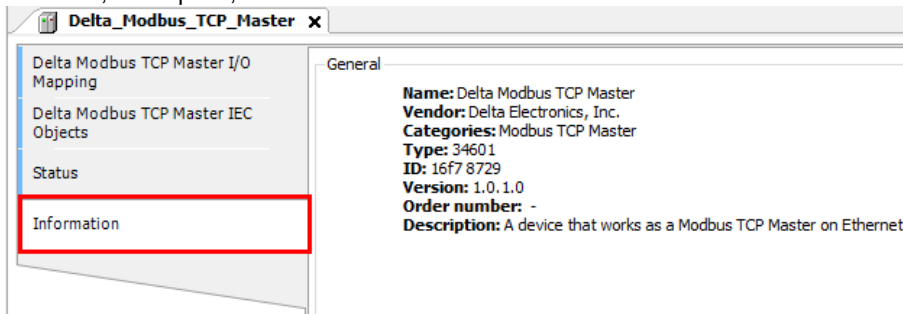 Delta_Modbus_TCP_Master
Delta Modbus TCP Master I/O
Mapping
Delta Modbus TCP Master IEC
Objects
Status
Information
General
Name: Delta Modbus TCP Master
Vendor: Delta Electronics, Inc.
Categories: Modbus TCP Master
Type: 34601
ID: 16f7 8729
Version: 1.0.1.0
Order number: -
Description: A device that works as a Modbus TCP Master on Ethernet